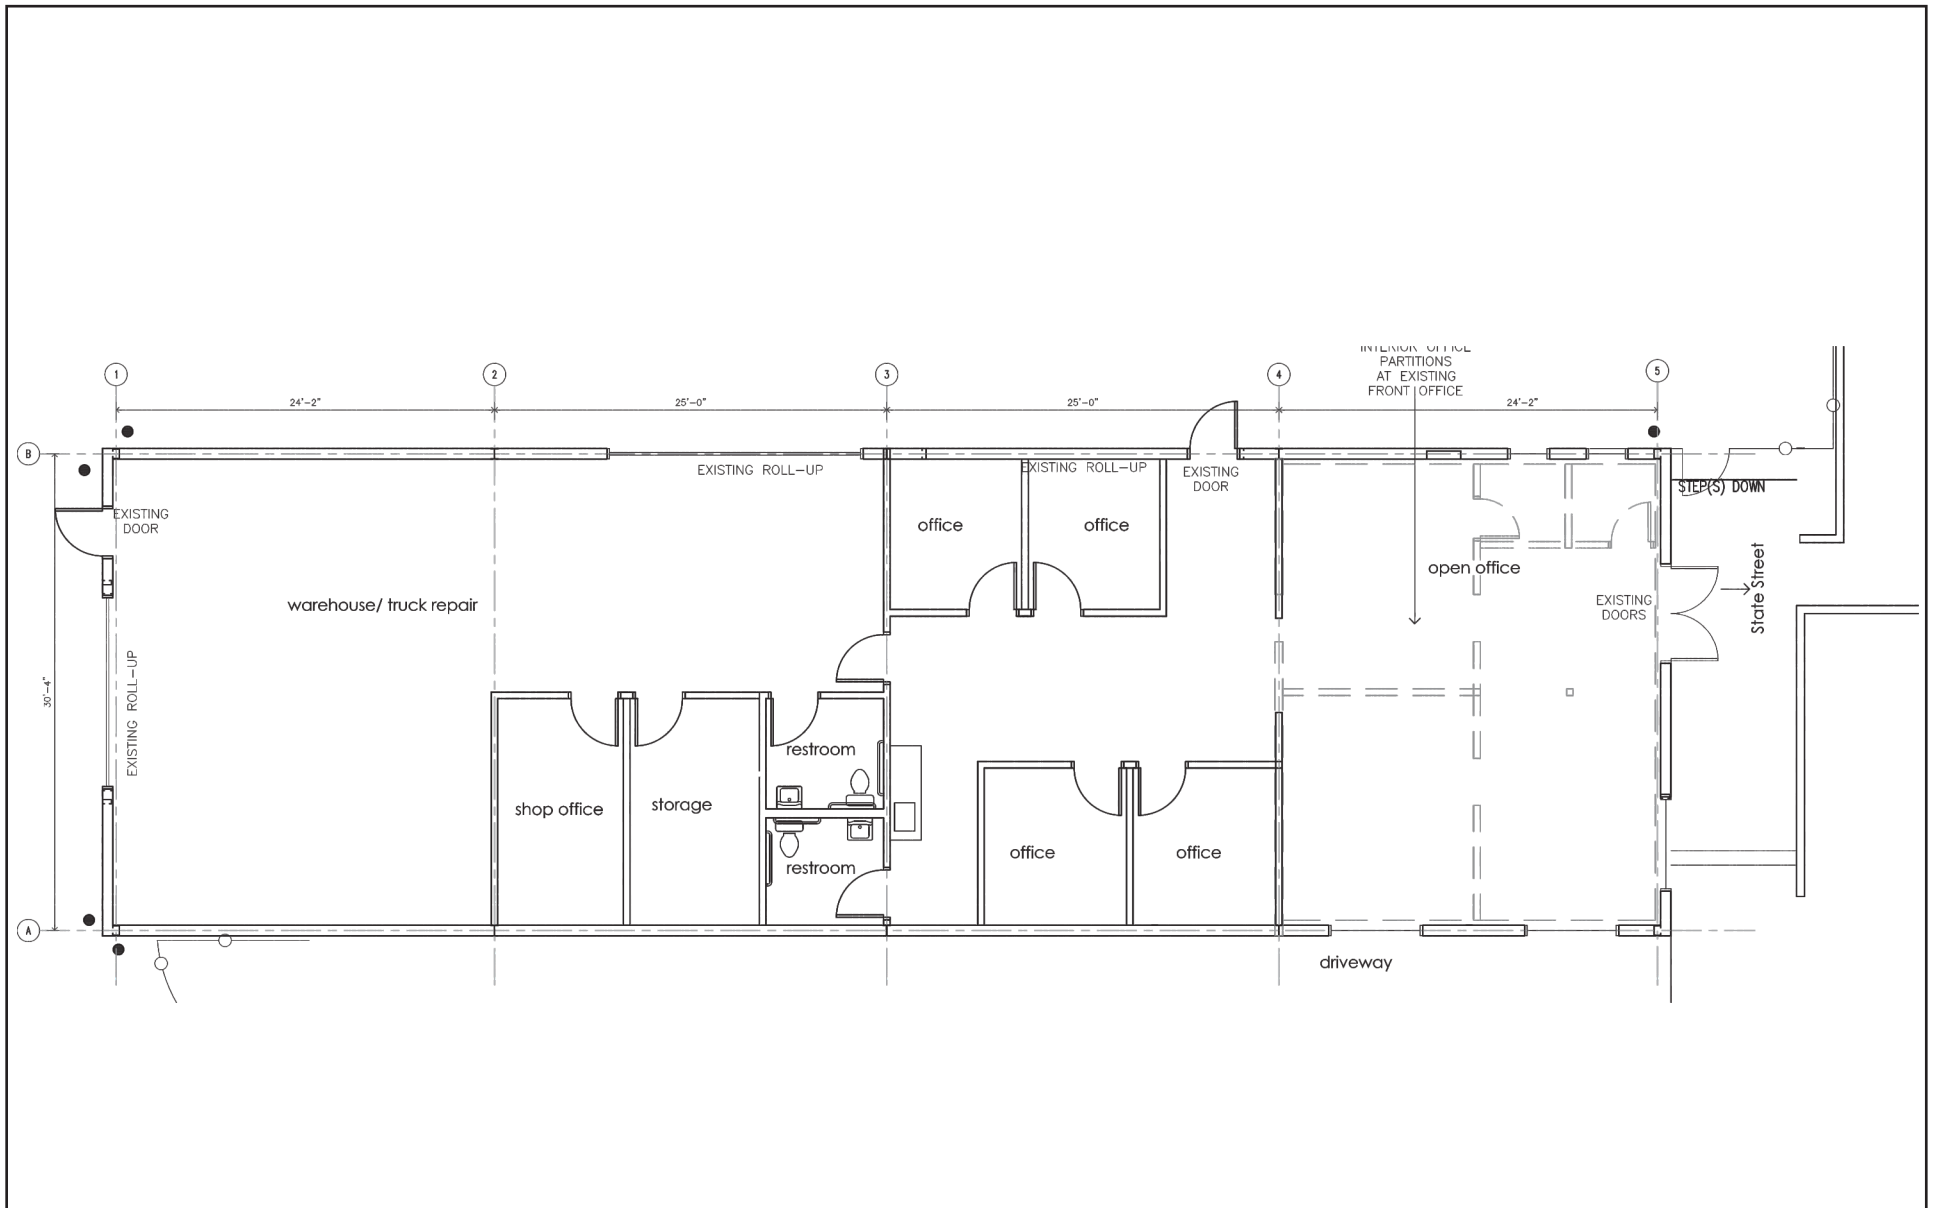 INTERIOR OFFICE
PARTITIONS
AT EXISTING
FRONT OFFICE
1
2
3
4
5
24'-2"
25'-0"
25'-0"
24'-2"
B
EXISTING ROLL-UP
EXISTING ROLL-UP
EXISTING
DOOR
STEP(S) DOWN
EXISTING
DOOR
office
office
open office
State Street
EXISTING
DOORS
warehouse/ truck repair
30'-4"
EXISTING ROLL-UP
restroom
shop office
storage
office
office
restroom
A
driveway